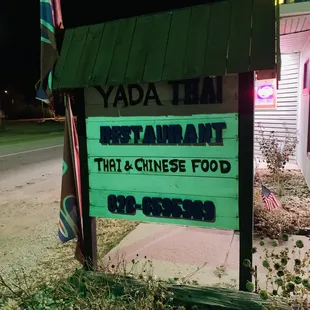 YADA THAI
RESTAURANT
THAI & CHINESE FOOD